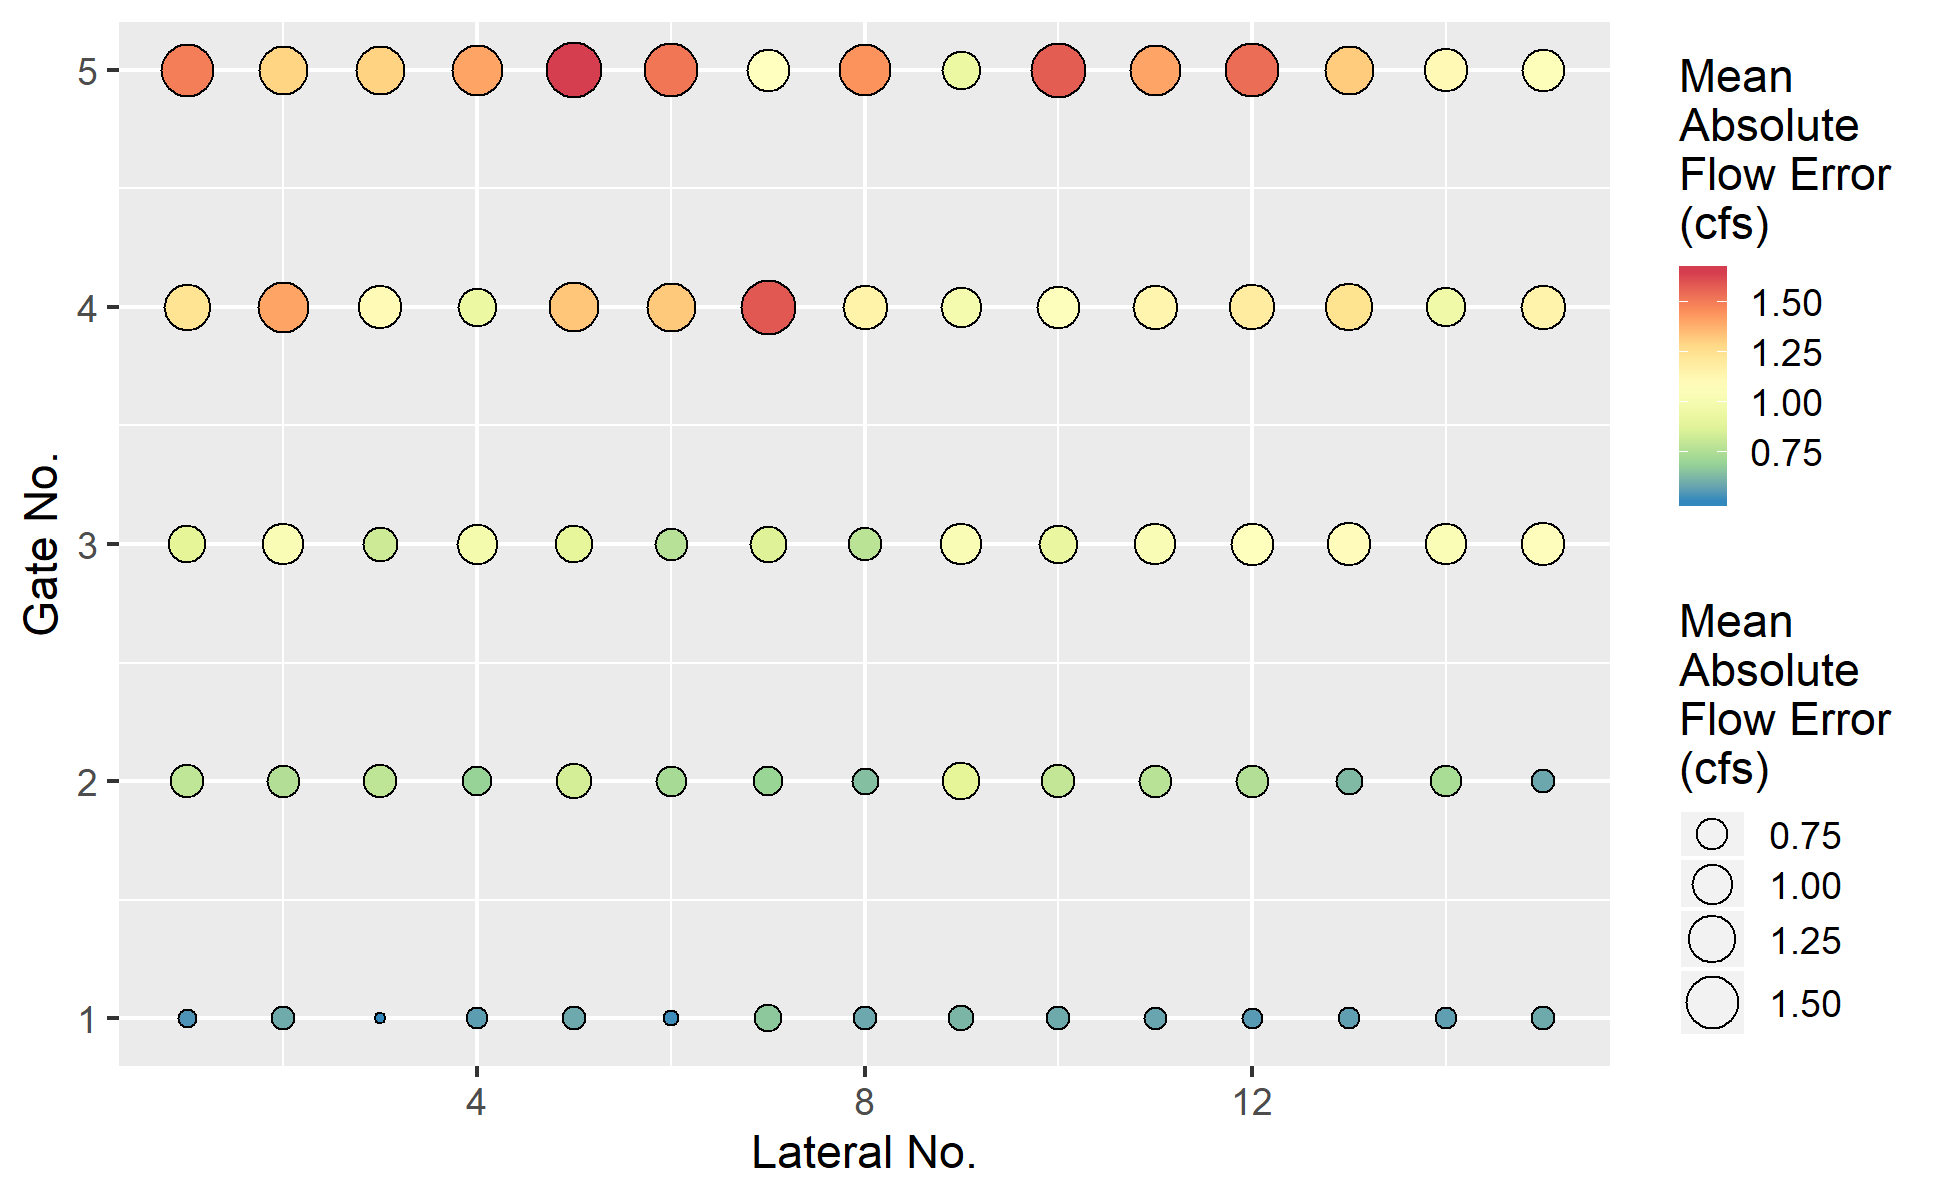 5
4
3
2
1
Gate No.
4 8 12
Lateral No.
Mean
Absolute
Flow Error
(cfs)
1.50
1.25
1.00
0.75
Mean
Absolute
Flow Error
(cfs)
0.75
1.00
1.25
1.50